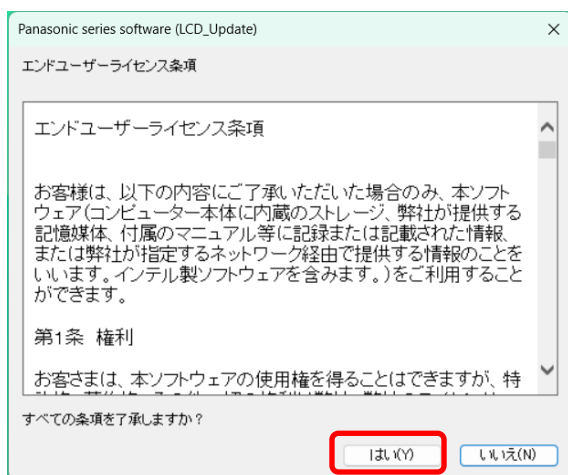 Panasonic series software (LCD_Update)
エンドユーザーライセンス条項
エンドユーザーライセンス条項
お客様は、以下の内容にご了承いただいた場合のみ、本ソフト
ウェア(コンピューター本体に内蔵のストレージ、弊社が提供する
記憶媒体、付属のマニュアル等に記録または記載された情報、
または弊社が指定するネットワーク経由で提供する情報のことを
いいます。インテル製ソフトウェアを含みます。)をご利用すること
ができます。
第1条 権利
お客さまは、本ソフトウェアの使用権を得ることはできますが、特
すべての条項を了承しますか?
はい(Y)
いいえ(N)